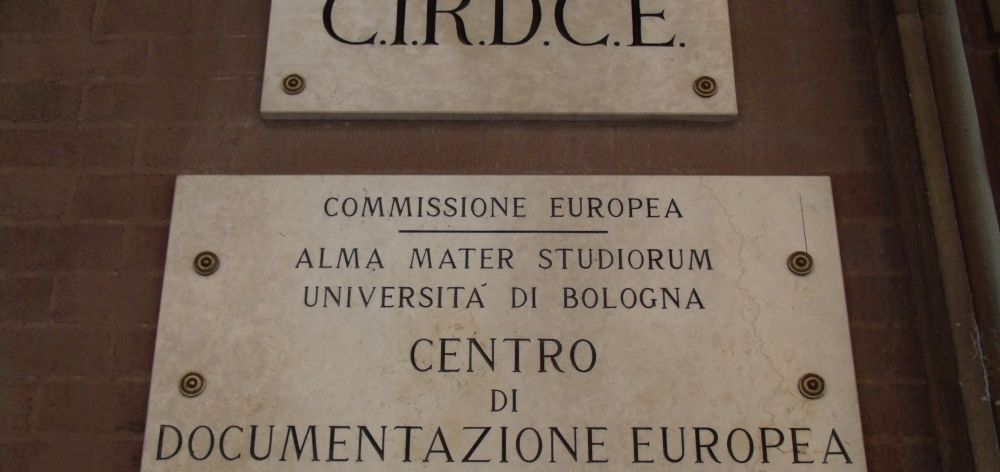 C.I.R.D.C.E.
COMMISSIONE EUROPEA
ALMA MATER STUDIORUM
UNIVERSITÀ DI BOLOGNA
CENTRO
DI
DOCUMENTAZIONE EUROPEA